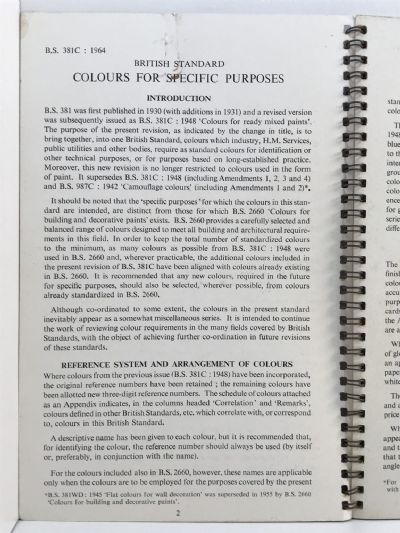 B.S. 381C : 1964
BRITISH STANDARD
COLOURS FOR SPECIFIC PURPOSES
INTRODUCTION
B.S. 381 was first published in 1930 (with additions in 1931) and a revised version
was subsequently issued as B.S. 381C : 1948 'Colours for ready mixed paints'.
The purpose of the present revision, as indicated by the change in title, is to
bring together, into one British Standard, colours which industry, H.M. Services,
public utilities and other bodies, require as standard colours for identification or
other technical purposes, or for purposes based on long-established practice.
Moreover, this new revision is no longer restricted to colours used in the form
of paint. It supersedes B.S. 381C : 1948 (including Amendments 1, 2, 3 and 4)
and B.S. 987C : 1942 'Camouflage colours' (including Amendments 1 and 2)*.
It should be noted that the 'specific purposes' for which the colours in this stan-
dard are intended, are distinct from those for which B.S. 2660 'Colours for
building and decorative paints' exists. B.S. 2660 provides a carefully selected and
balanced range of colours designed to meet all building and architectural require-
ments in this field. In order to keep the total number of standardized colours
to the minimum, as many colours as possible from B.S. 381C : 1948 were
used in B.S. 2660 and, wherever practicable, the additional colours included in
the present revision of B.S. 381C have been aligned with colours already existing
in B.S. 2660. It is recommended that any new colours, required in the future
for specific purposes, should also be selected, wherever possible, from colours
already standardized in B.S. 2660.
Although co-ordinated to some extent, the colours in the present standard
inevitably appear as a somewhat miscellaneous series. It is intended to continue
the work of reviewing colour requirements in the many fields covered by British
Standards, with the object of achieving further co-ordination in future revisions
of these standards.
REFERENCE SYSTEM AND ARRANGEMENT OF COLOURS
Where colours from the previous issue (B.S. 381C : 1948) have been incorporated,
the original reference numbers have been retained ; the remaining colours have
been allotted new three-digit reference numbers. The schedule of colours attached
as an Appendix indicates, in the columns headed 'Correlation' and 'Remarks',
colours defined in other British Standards, etc. which correlate with, or correspond
to, colours in this British Standard.
A descriptive name has been given to each colour, but it is recommended that,
for identifying the colour, the reference number should always be used (by itself
or, preferably, in conjunction with the name).
For the colours included also in B.S. 2660, however, these names are applicable
only when the colours are to be employed for the purposes covered by the present
*B.S. 381WD : 1945 'Flat colours for wall decoration' was superseded in 1955 by B.S. 2660
'Colours for building and decorative paints'.
2